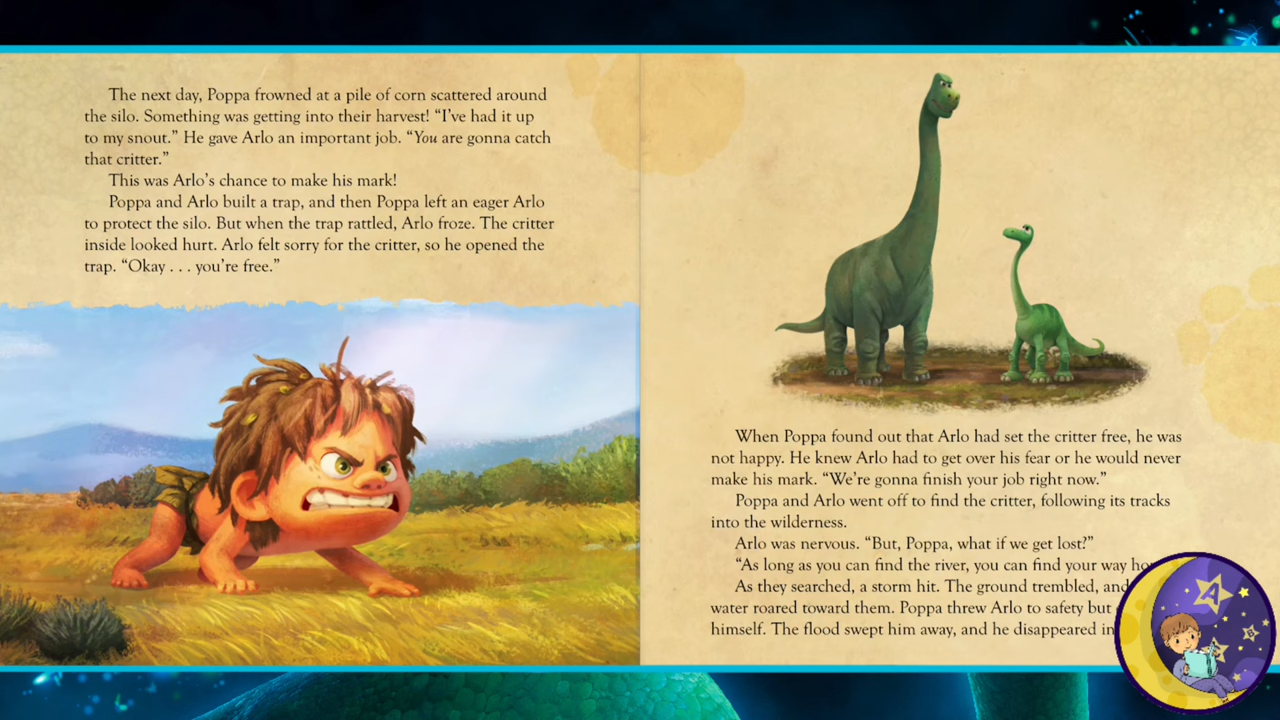 The next day, Poppa frowned at a pile of corn scattered around
the silo. Something was getting into their harvest! “I’ve had it up
to my snout.” He gave Arlo an important job. “You are gonna catch
that critter.”
This was Arlo’s chance to make his mark!
Poppa and Arlo built a trap, and then Poppa left an eager Arlo
to protect the silo. But when the trap rattled, Arlo froze. The critter
inside looked hurt. Arlo felt sorry for the critter, so he opened the
trap. “Okay . . . you’re free.”
When Poppa found out that Arlo had set the critter free, he was
not happy. He knew Arlo had to get over his fear or he would never
make his mark. “We’re gonna finish your job right now.”
Poppa and Arlo went off to find the critter, following its tracks
into the wilderness.
Arlo was nervous. “But, Poppa, what if we get lost?”
“As long as you can find the river, you can find your way
As they searched, a storm hit. The ground trembled, and
water roared toward them. Poppa threw Arlo to safety but
himself. The flood swept him away, and he disappeared
A